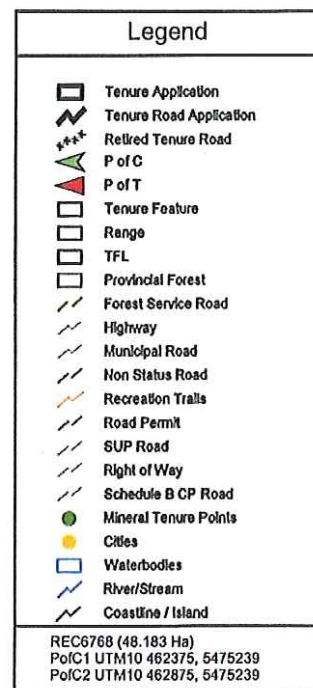 Legend
Tenure Application
Tenure Road Application
Retired Tenure Road
P of C
P of T
Tenure Feature
Range
TFL
Provincial Forest
Forest Service Road
Highway
Municipal Road
Non Status Road
Recreation Trails
Road Permit
SUP Road
Right of Way
Schedule B CP Road
Mineral Tenure Points
Cities
Waterbodies
River/Stream
Coastline / Island
REC6768 (48.183 Ha)
PofC1 UTM10 462375, 5475239
PofC2 UTM10 462875, 5475239